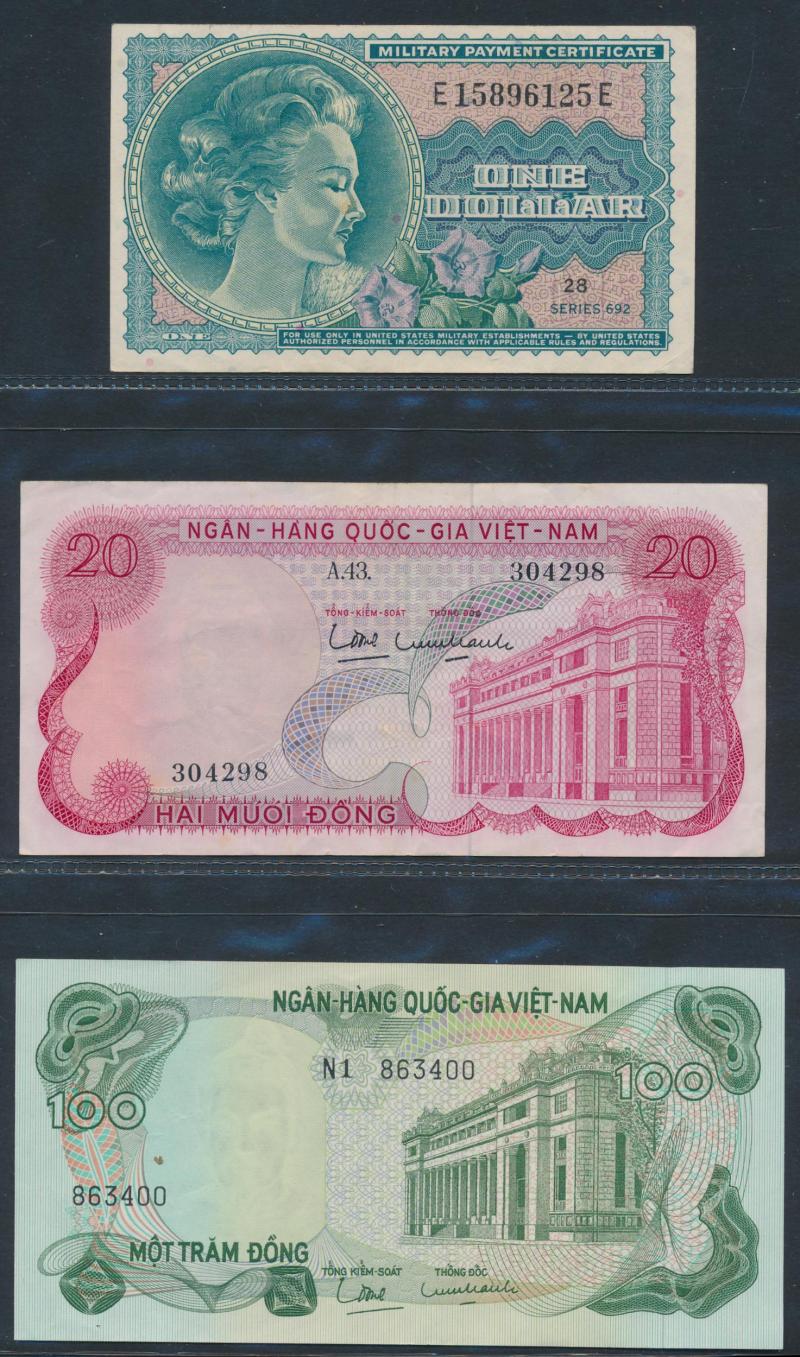 MILITARY PAYMENT CERTIFICATE
E15896125E
ONE
DOLLAR
28
SERIES 692
ONE
FOR USE ONLY IN UNITED STATES MILITARY ESTABLISHMENTS — BY UNITED STATES
AUTHORIZED PERSONNEL IN ACCORDANCE WITH APPLICABLE RULES AND REGULATIONS.
NGÂN-HÀNG QUỐC-GIA VIỆT-NAM
20 A.43. 304298 20
TỔNG-KIỂM-SOÁT THỐNG ĐỐC
304298
HAI MƯƠI ĐỒNG
NGÂN-HÀNG QUỐC-GIA VIỆT-NAM
N1 863400
100 100
863400
MỘT TRĂM ĐỒNG
TỔNG KIỂM-SOÁT THỐNG ĐỐC